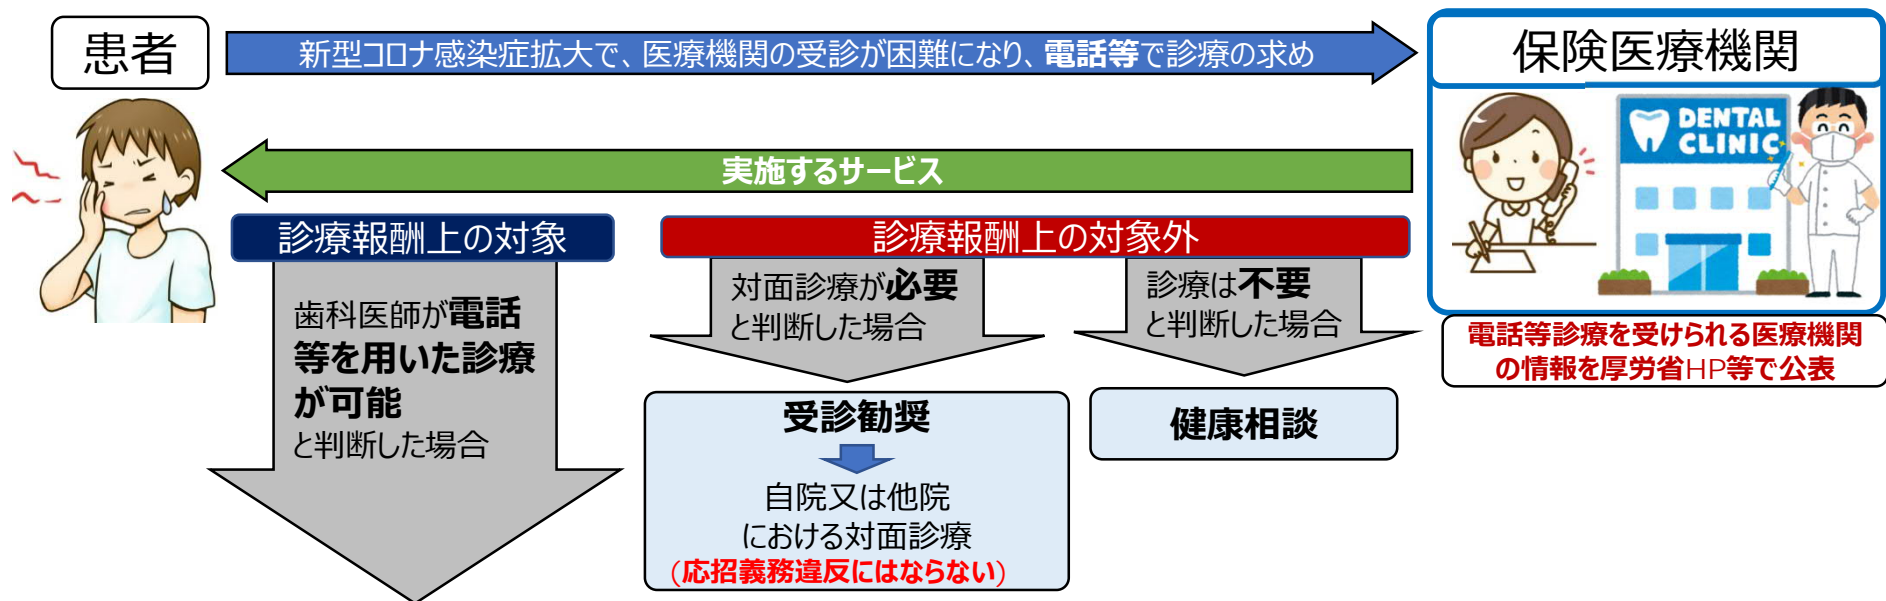 患者
新型コロナ感染症拡大で、医療機関の受診が困難になり、電話等で診療の求め
保険医療機関
DENTAL
CLINIC
実施するサービス
診療報酬上の対象
診療報酬上の対象外
歯科医師が電話
等を用いた診療
が可能
と判断した場合
対面診療が必要
と判断した場合
診療は不要
と判断した場合
電話等診療を受けられる医療機関
の情報を厚労省HP等で公表
受診勧奨
自院又は他院
における対面診療
(応招義務違反にはならない)
健康相談